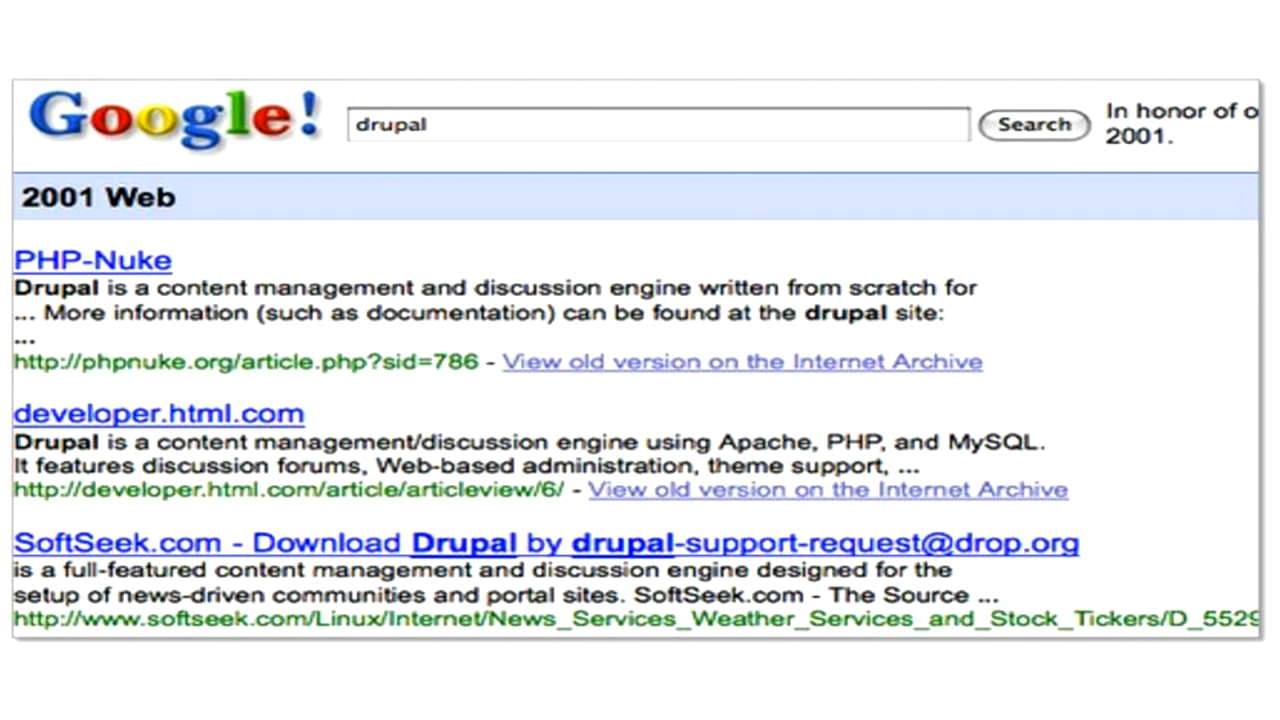 Google!
drupal
Search
In honor of o
2001.
2001 Web
PHP-Nuke
Drupal is a content management and discussion engine written from scratch for
... More information (such as documentation) can be found at the drupal site:
...
http://phpnuke.org/article.php?sid=786 - View old version on the Internet Archive
developer.html.com
Drupal is a content management/discussion engine using Apache, PHP, and MySQL.
It features discussion forums, Web-based administration, theme support, ...
http://developer.html.com/article/articleview/6/ - View old version on the Internet Archive
SoftSeek.com - Download Drupal by drupal-support-request@drop.org
is a full-featured content management and discussion engine designed for the
setup of news-driven communities and portal sites. SoftSeek.com - The Source ...
http://www.softseek.com/Linux/Internet/News_Services_Weather_Services_and_Stock_Tickers/D_5529